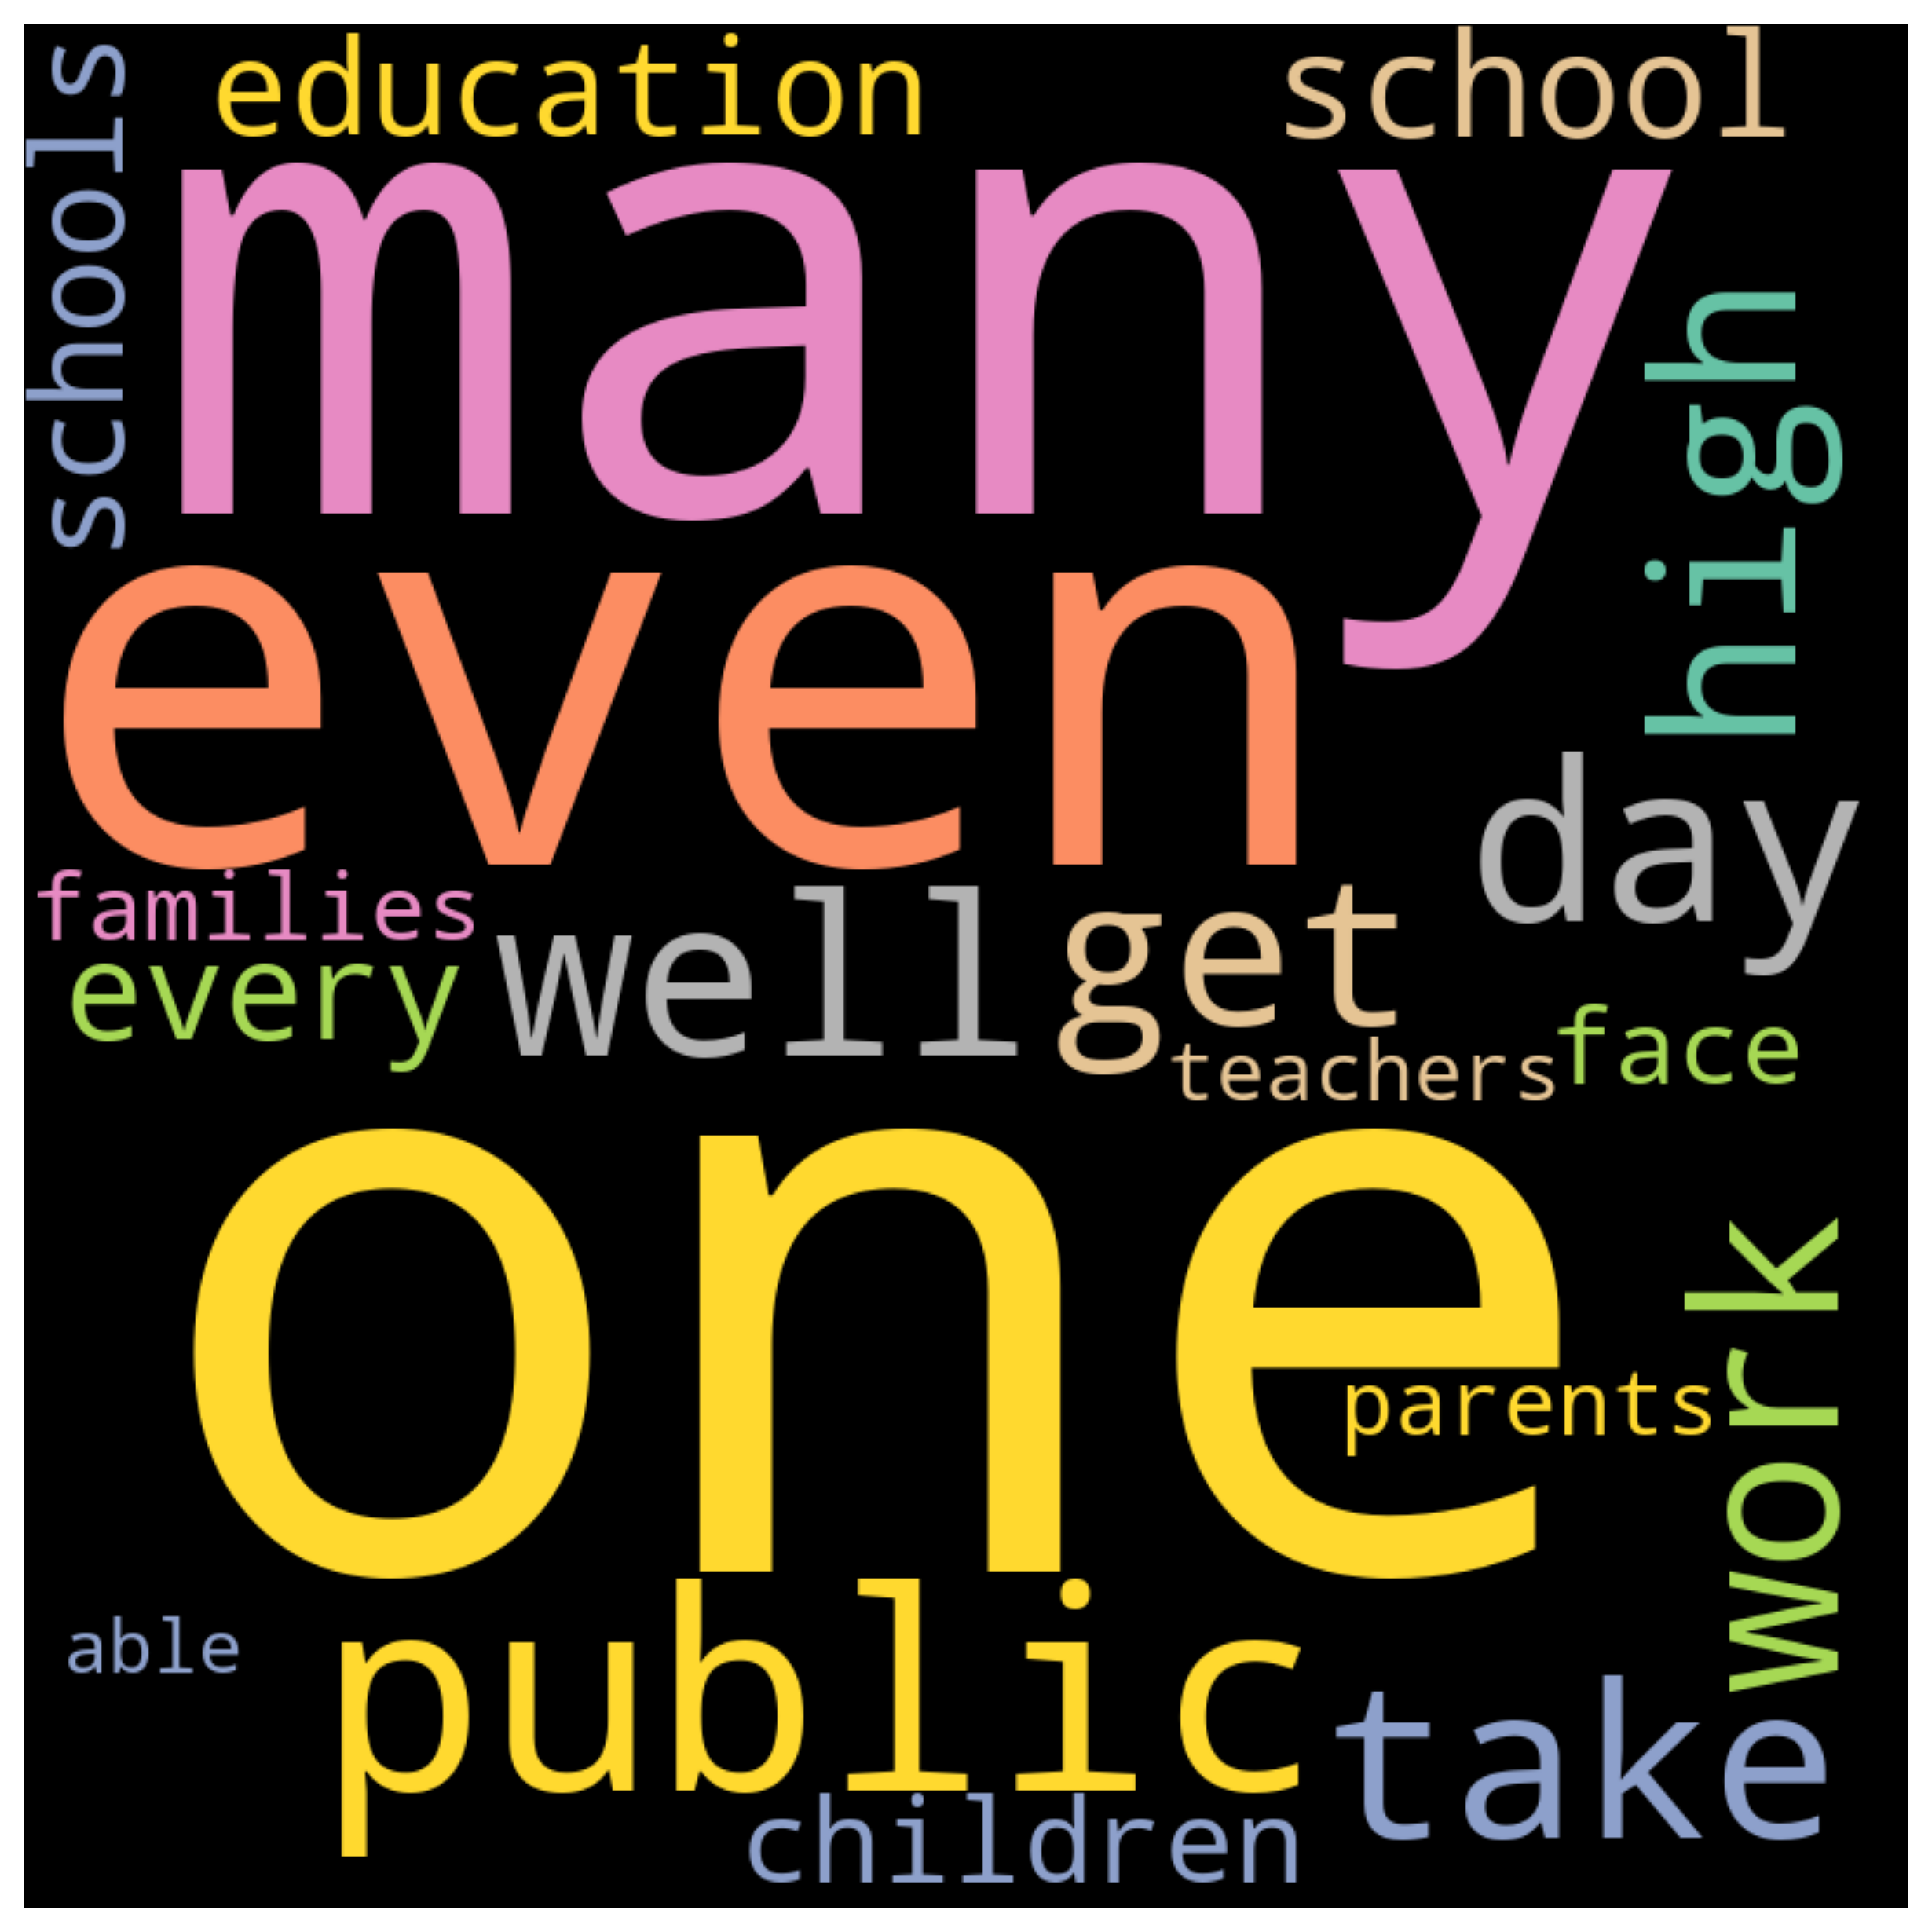 schools
education
school
many
high
even
day
families
well
get
every
teachers
face
one
parents
work
public
able
take
children